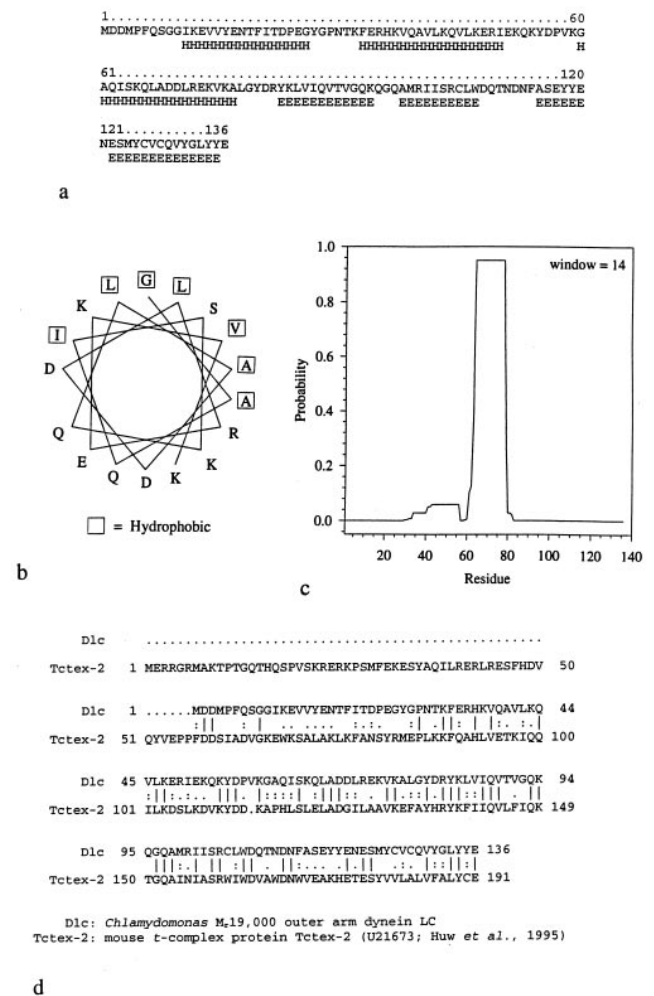 1.........................................................60
MDDMPFQSGGIKEVVYENTFITDPEGYGPNTKFERHKVQAVLKQVLKERIEKQKYDPVKG
HHHHHHHHHHHHHHHH HHHHHHHHHHHHHHHHHH H
61.......................................................120
AQISKQLADDLREKVKALGYDRYKLVIQVTVGQKQGQAMRIISRCLWDQTNDNFASEYYE
HHHHHHHHHHHHHHHHH EEEEEEEEEEEE EEEEEEEEEE EEEEEE
121..........136
NESMYCVCQVYGLYYE
EEEEEEEEEEEEEE
a
L G L
K S
I V
D A
A
Q R
E K
Q D K
= Hydrophobic
b
1.0
0.8
0.6
0.4
0.2
0.0
Probability
window = 14
20 40 60 80 100 120 140
Residue
c
Dlc ..................................................
Tctex-2 1 MERRGRMAKTPTGQTHQSPVSKRERKPSMFEKESYAQILRERLRESFHDV 50
Dlc 1 ......MDDMPFQSGGIKEVVYENTFITDPEGYGPNTKFERHKVQAVLKQ 44
Tctex-2 51 QYVEPPFDDSIADVGKEWKSALAKLKFANSYRMEPLKKFQAHLVETKIQQ 100
Dlc 45 VLKERIEKQKYDPVKGAQISKQLADDLREKVKALGYDRYKLVIQVTVGQK 94
Tctex-2 101 ILKDSLKDVKYDD.KAPHLSLELADGILAAVKEFAYHRYKFIIQVLFIQK 149
Dlc 95 QGQAMRIISRCLWDQTNDNFASEYYENESMYCVCQVYGLYYE 136
Tctex-2 150 TGQAINIASRWIWDVAWDNWVEAKHETESYVVLALVFALYCE 191
Dlc: Chlamydomonas Mr19,000 outer arm dynein LC
Tctex-2: mouse t-complex protein Tctex-2 (U21673; Huw et al., 1995)
d